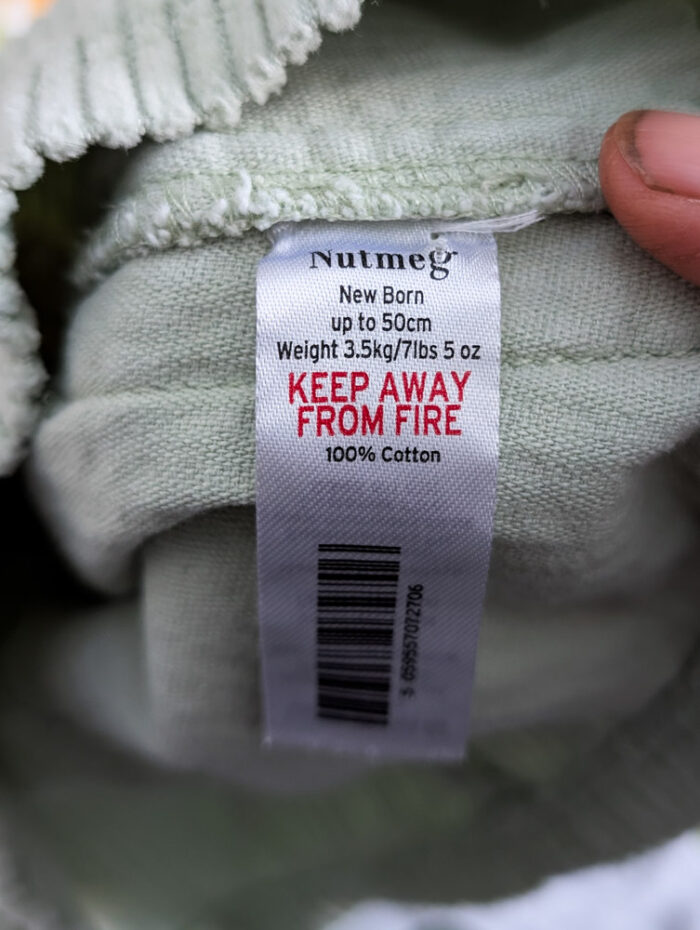 Nutmeg
New Born
up to 50cm
Weight 3.5kg/7lbs 5 oz
KEEP AWAY
FROM FIRE
100% Cotton
5 059557072706